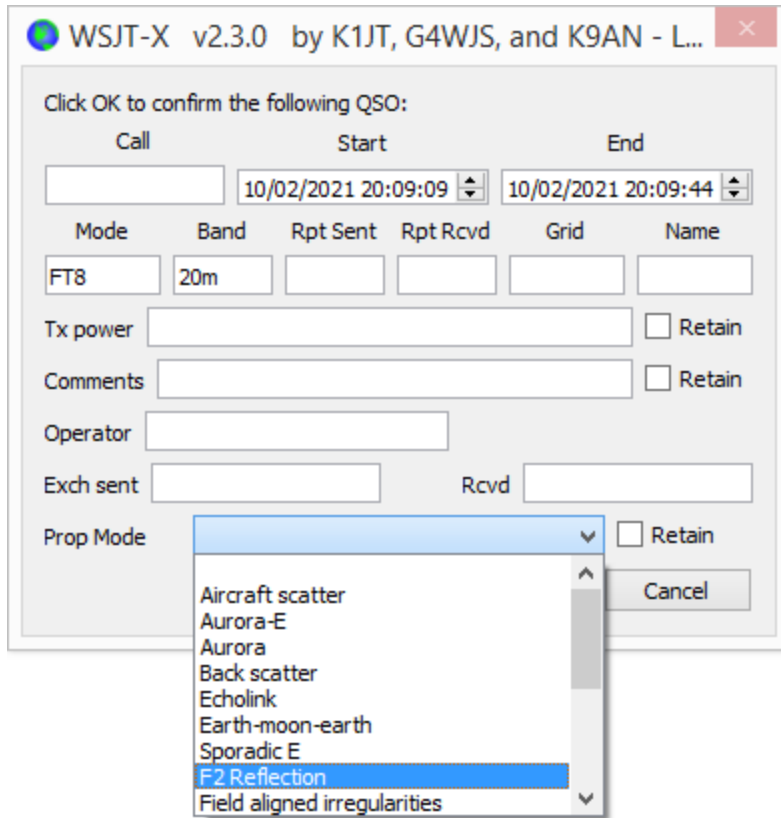 WSJT-X v2.3.0 by K1JT, G4WJS, and K9AN - L...
Click OK to confirm the following QSO:
Call Start End
10/02/2021 20:09:09 10/02/2021 20:09:44
Mode Band Rpt Sent Rpt Rcvd Grid Name
FT8 20m
Tx power Retain
Comments Retain
Operator
Exch sent Rcvd
Prop Mode Retain
Cancel
Aircraft scatter
Aurora-E
Aurora
Back scatter
Echolink
Earth-moon-earth
Sporadic E
F2 Reflection
Field aligned irregularities